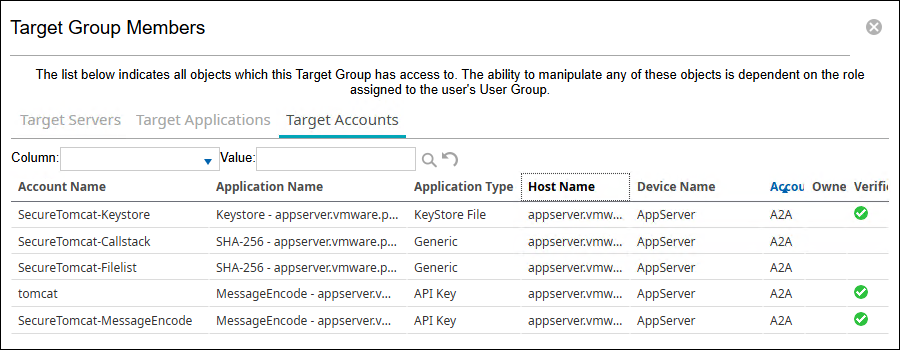 Target Group Members
The list below indicates all objects which this Target Group has access to. The ability to manipulate any of these objects is dependent on the role
assigned to the user's User Group.
Target Servers Target Applications Target Accounts
Column: Value:
Account Name Application Name Application Type Host Name Device Name Accou Owne Verifie
SecureTomcat-Keystore Keystore - appserver.vmware.p... KeyStore File appserver.vmw... AppServer A2A
SecureTomcat-Callstack SHA-256 - appserver.vmware.p... Generic appserver.vmw... AppServer A2A
SecureTomcat-Filelist SHA-256 - appserver.vmware.p... Generic appserver.vmw... AppServer A2A
tomcat MessageEncode - appserver.v... API Key appserver.vmw... AppServer A2A
SecureTomcat-MessageEncode MessageEncode - appserver.v... API Key appserver.vmw... AppServer A2A